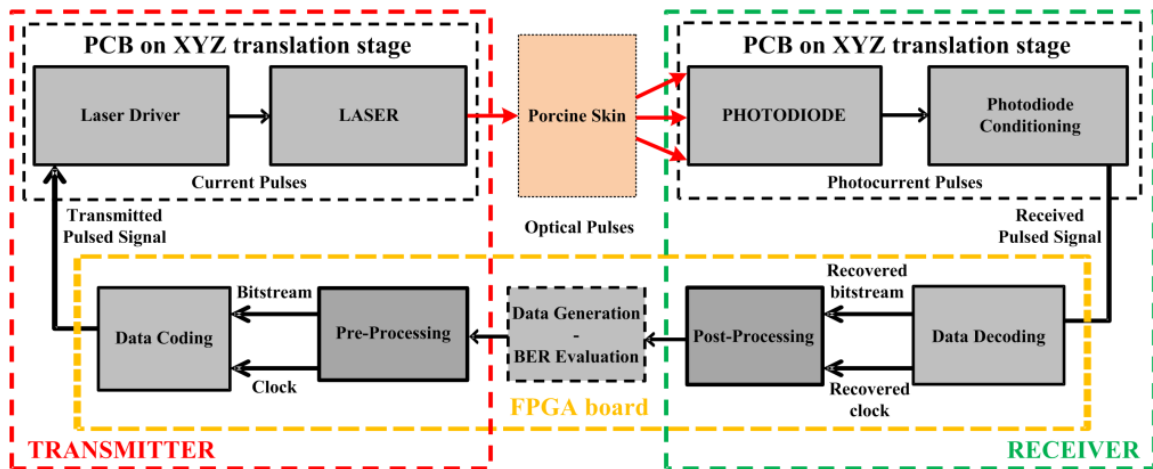 PCB on XYZ translation stage
Laser Driver
LASER
Current Pulses
Porcine Skin
Optical Pulses
PCB on XYZ translation stage
PHOTODIODE
Photodiode
Conditioning
Photocurrent Pulses
Transmitted
Pulsed Signal
Received
Pulsed Signal
Data Coding
Bitstream
Clock
Pre-Processing
Data Generation
-
BER Evaluation
Post-Processing
Recovered
bitstream
Recovered
clock
Data Decoding
FPGA board
TRANSMITTER
RECEIVER